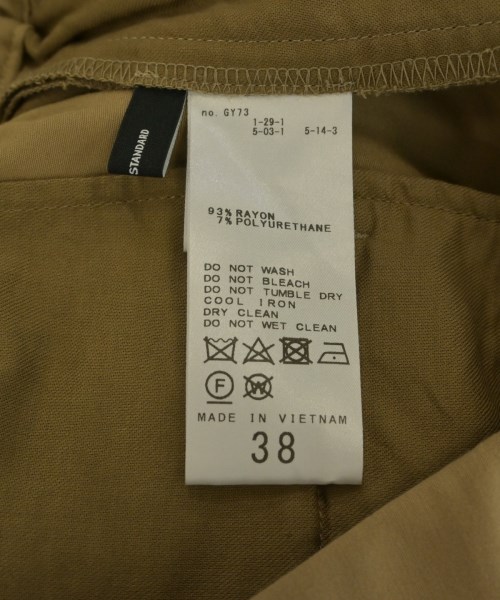 no. GY73
1-29-1
5-03-1 5-14-3
STANDARD
93% RAYON
7% POLYURETHANE
DO NOT WASH
DO NOT BLEACH
DO NOT TUMBLE DRY
COOL IRON
DRY CLEAN
DO NOT WET CLEAN
F W
MADE IN VIETNAM
38